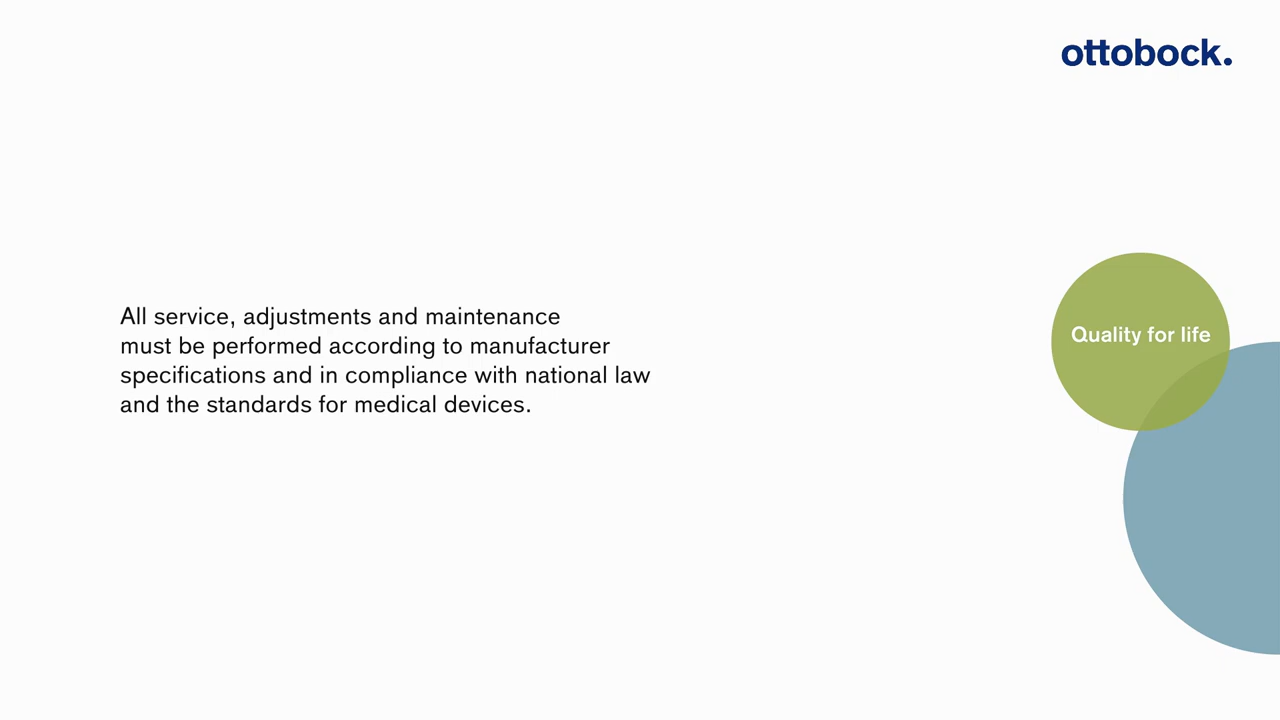 ottobock.
All service, adjustments and maintenance
must be performed according to manufacturer
specifications and in compliance with national law
and the standards for medical devices.
Quality for life